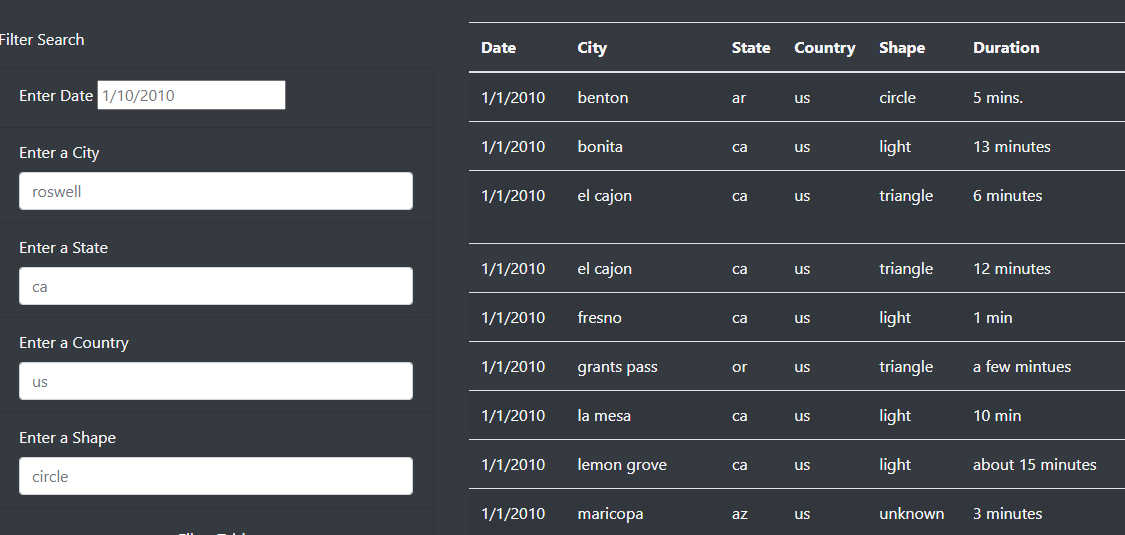 Filter Search
Enter Date 1/10/2010
Enter a City
roswell
Enter a State
ca
Enter a Country
us
Enter a Shape
circle
Date City State Country Shape Duration
1/1/2010 benton ar us circle 5 mins.
1/1/2010 bonita ca us light 13 minutes
1/1/2010 el cajon ca us triangle 6 minutes
1/1/2010 el cajon ca us triangle 12 minutes
1/1/2010 fresno ca us light 1 min
1/1/2010 grants pass or us triangle a few mintues
1/1/2010 la mesa ca us light 10 min
1/1/2010 lemon grove ca us light about 15 minutes
1/1/2010 maricopa az us unknown 3 minutes